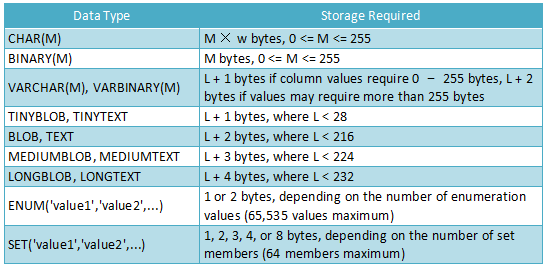 Data Type Storage Required
CHAR(M) M × w bytes, 0 <= M <= 255
BINARY(M) M bytes, 0 <= M <= 255
VARCHAR(M), VARBINARY(M) L + 1 bytes if column values require 0 – 255 bytes, L + 2
bytes if values may require more than 255 bytes
TINYBLOB, TINYTEXT L + 1 bytes, where L < 28
BLOB, TEXT L + 2 bytes, where L < 216
MEDIUMBLOB, MEDIUMTEXT L + 3 bytes, where L < 224
LONGBLOB, LONGTEXT L + 4 bytes, where L < 232
ENUM('value1','value2',...) 1 or 2 bytes, depending on the number of enumeration
values (65,535 values maximum)
SET('value1','value2',...) 1, 2, 3, 4, or 8 bytes, depending on the number of set
members (64 members maximum)